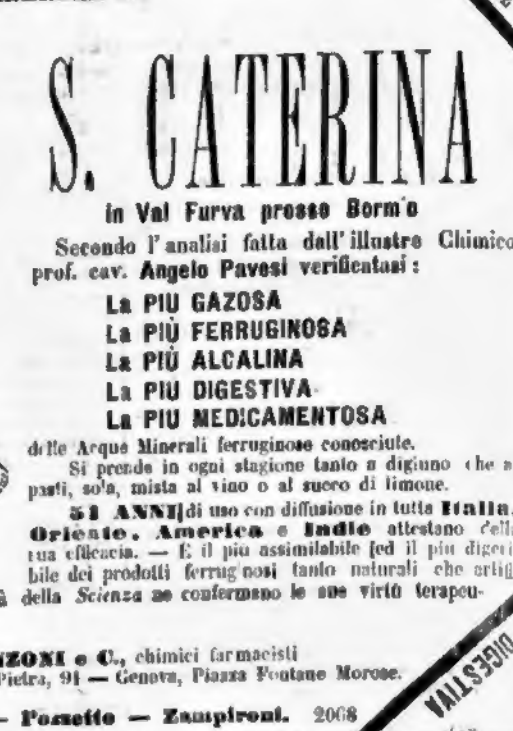 S. CATERINA
in Val Furva presso Borm'o
Secondo l'analisi fatta dall'illustre Chimico
prof. cav. Angelo Pavesi verificatasi :
La PIÙ GAZOSA
La PIÙ FERRUGINOSA
La PIÙ ALCALINA
La PIÙ DIGESTIVA
La PIÙ MEDICAMENTOSA
delle Acque Minerali ferruginose conosciute.
Si prende in ogni stagione tanto a digiuno che a
pasti, sola, mista al vino o al succo di limone.
51 ANNI di uso con diffusione in tutta Italia,
Oriente, America e Indie attestano della
sua efficacia. — È il più assimilabile ed il più digeri
bile dei prodotti ferruginosi tanto naturali che artifi
della Scienza ne confermano le sue virtù terapeu-
NZONI e C., chimici farmacisti
Pietra, 91 — Genova, Piazza Fontane Morose.
— Pozzetto — Zampironi. 2068
DIGESTIVA